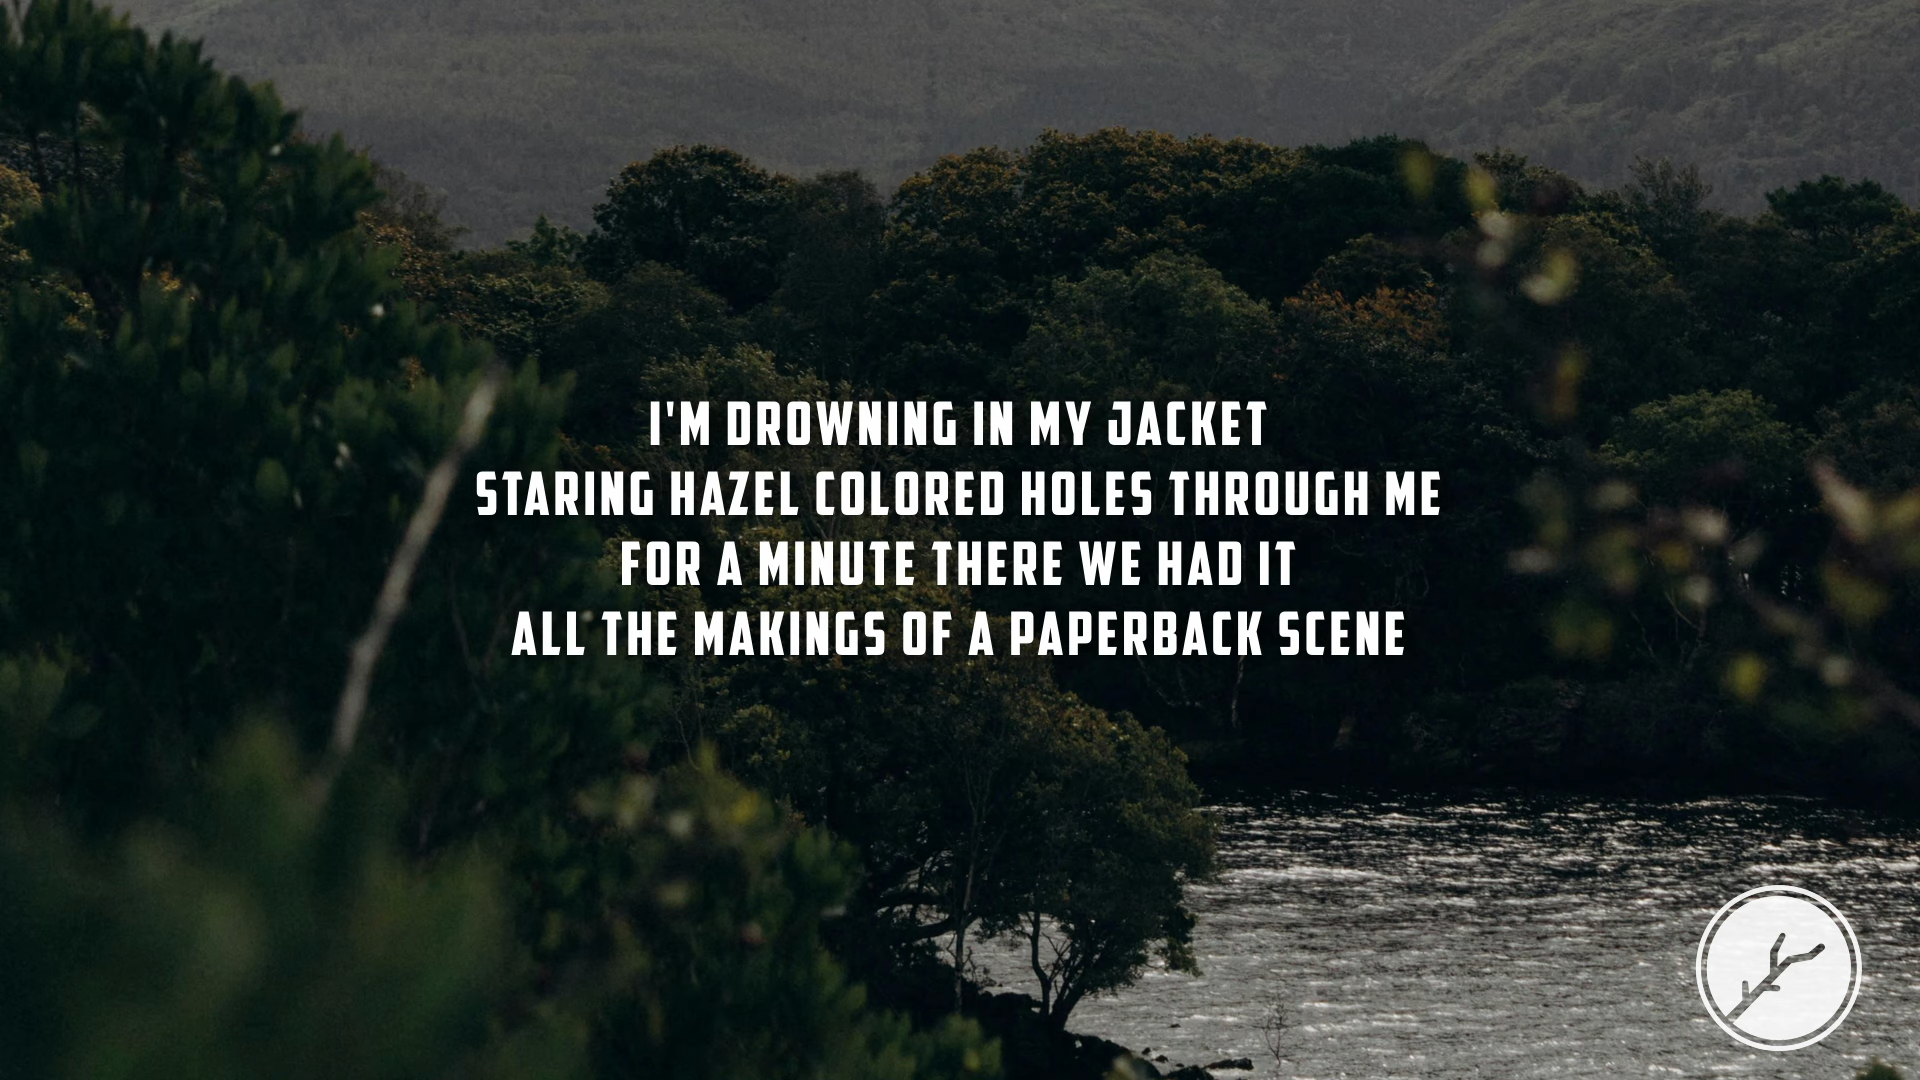 I'M DROWNING IN MY JACKET
STARING HAZEL COLORED HOLES THROUGH ME
FOR A MINUTE THERE WE HAD IT
ALL THE MAKINGS OF A PAPERBACK SCENE